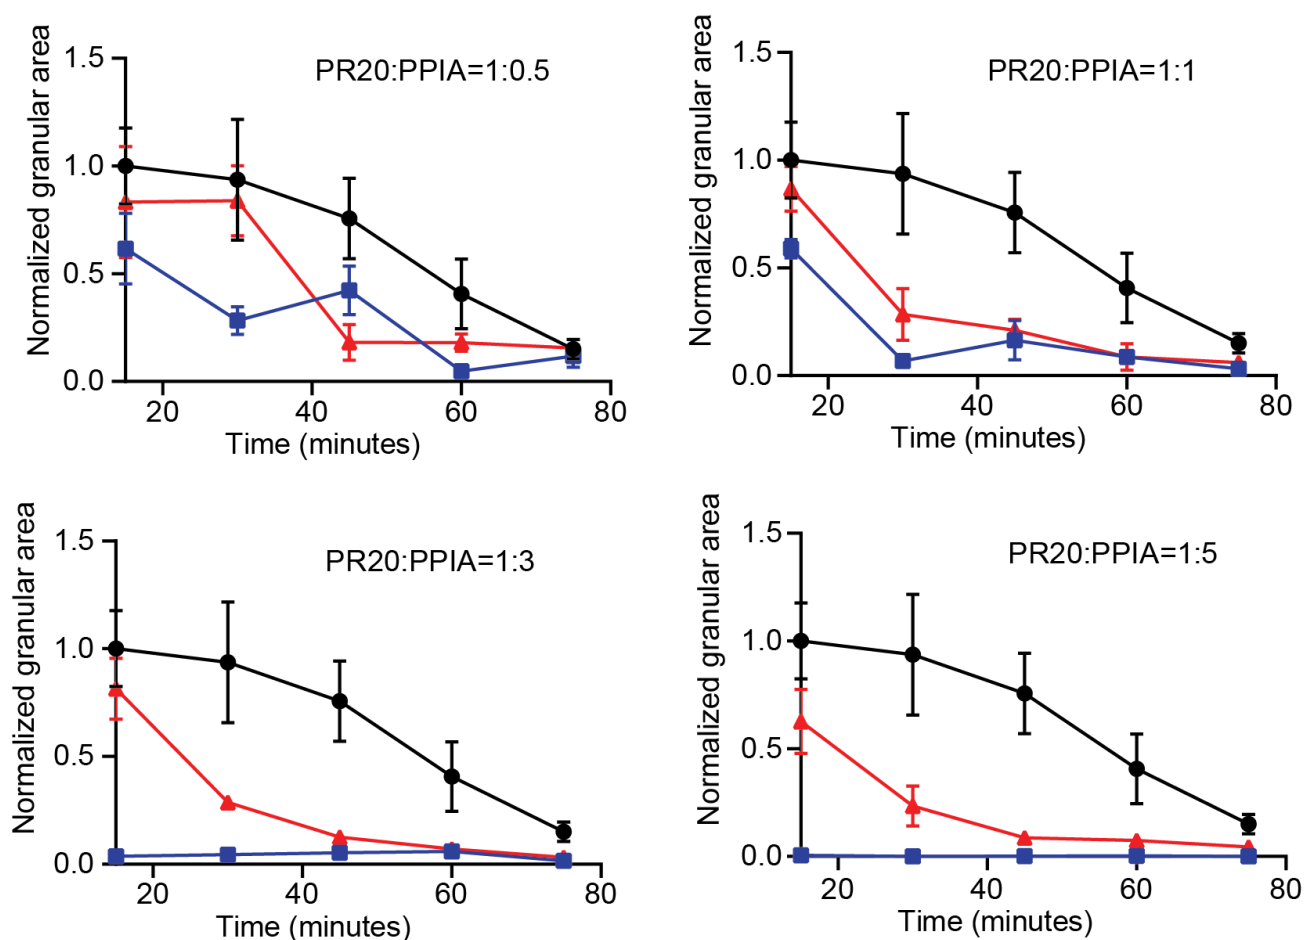 PR20:PPIA=1:0.5
Normalized granular area
1.5
1.0
0.5
0.0
20 40 60 80
Time (minutes)
PR20:PPIA=1:1
Normalized granular area
1.5
1.0
0.5
0.0
20 40 60 80
Time (minutes)
PR20:PPIA=1:3
Normalized granular area
1.5
1.0
0.5
0.0
20 40 60 80
Time (minutes)
PR20:PPIA=1:5
Normalized granular area
1.5
1.0
0.5
0.0
20 40 60 80
Time (minutes)